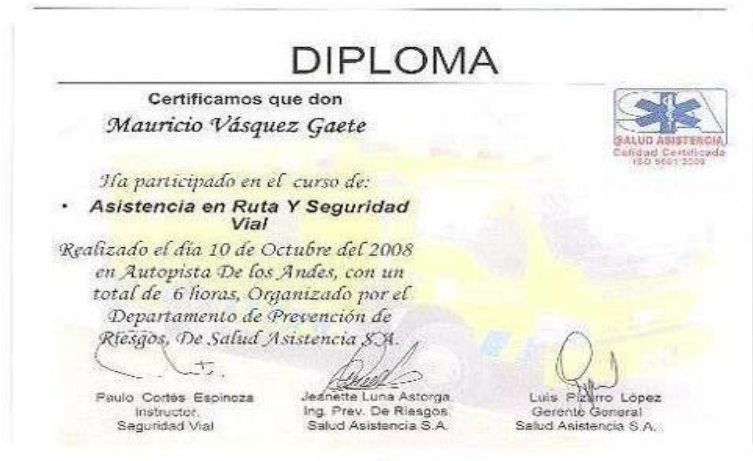 DIPLOMA
Certificamos que don
Mauricio Vásquez Gaete
SALUD ASISTENCIA
Calidad Certificada
ISO 9001:2008
Ha participado en el curso de:
• Asistencia en Ruta Y Seguridad
Vial
Realizado el día 10 de Octubre del 2008
en Autopista De los Andes, con un
total de 6 horas, Organizado por el
Departamento de Prevención de
Riesgos, De Salud Asistencia S.A.
Paulo Cortés Espinoza
Instructor.
Seguridad Vial
Jeanette Luna Astorga.
Ing. Prev. De Riesgos.
Salud Asistencia S.A.
Luis Pizarro López
Gerente General
Salud Asistencia S.A.